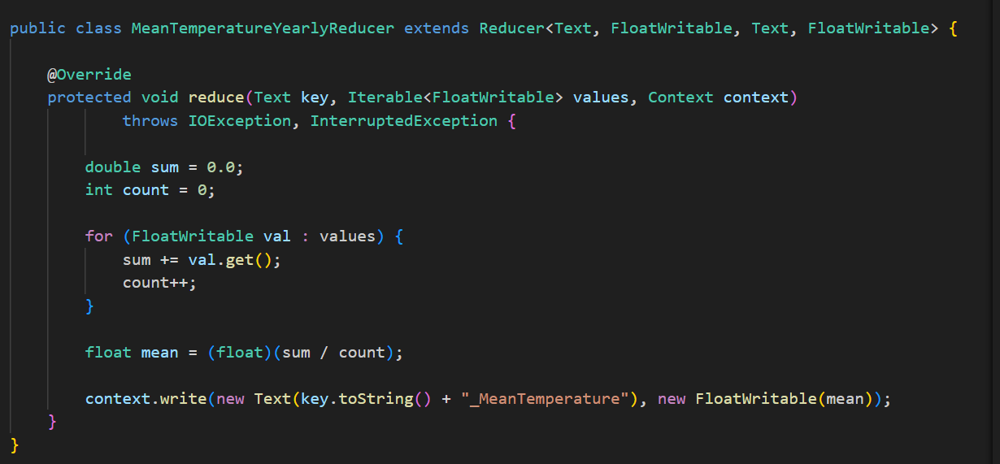 public class MeanTemperatureYearlyReducer extends Reducer<Text, FloatWritable, Text, FloatWritable> {
@Override
protected void reduce(Text key, Iterable<FloatWritable> values, Context context)
throws IOException, InterruptedException {
double sum = 0.0;
int count = 0;
for (FloatWritable val : values) {
sum += val.get();
count++;
}
float mean = (float)(sum / count);
context.write(new Text(key.toString() + "_MeanTemperature"), new FloatWritable(mean));
}
}